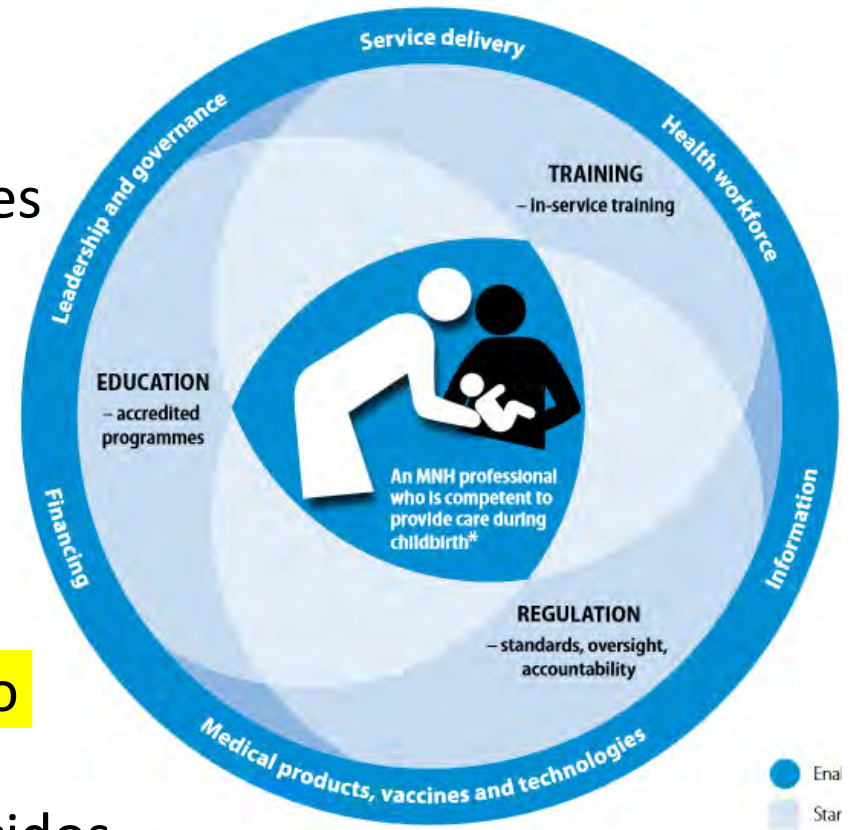 Service delivery
Leadership and governance
Health workforce
es
TRAINING
– in-service training
EDUCATION
– accredited
programmes
An MNH professional
who is competent to
provide care during
childbirth*
Financing
Information
REGULATION
– standards, oversight,
accountability
Medical products, vaccines and technologies